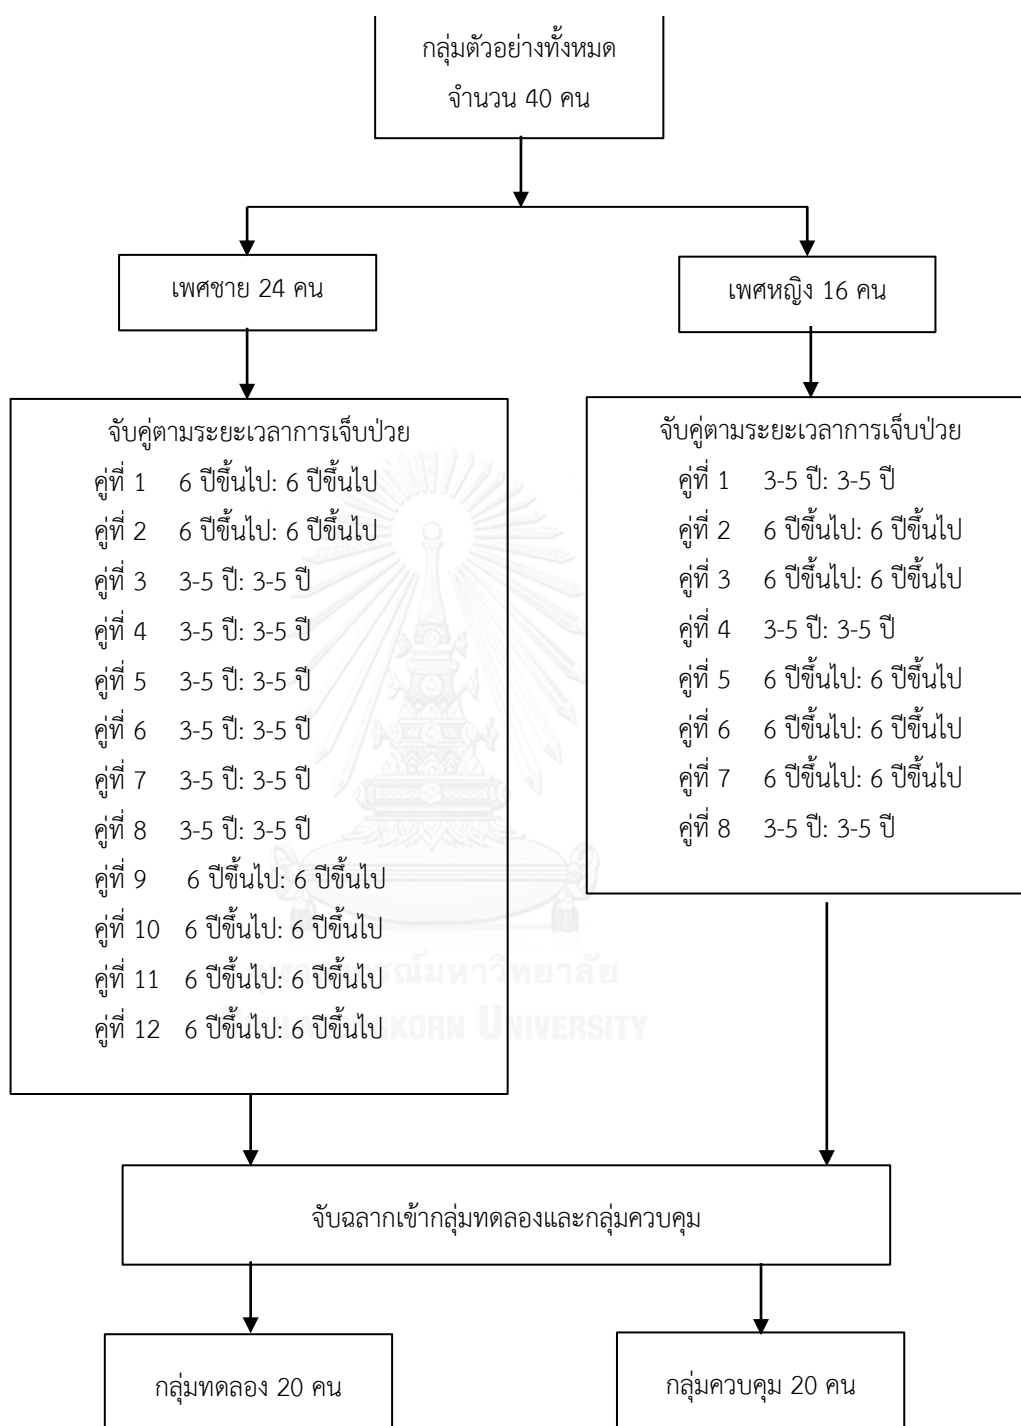 กลุ่มตัวอย่างทั้งหมด
จำนวน 40 คน
เพศชาย 24 คน
เพศหญิง 16 คน
จับคู่ตามระยะเวลาการเจ็บป่วย
คู่ที่ 1 6 ปีขึ้นไป: 6 ปีขึ้นไป
คู่ที่ 2 6 ปีขึ้นไป: 6 ปีขึ้นไป
คู่ที่ 3 3-5 ปี: 3-5 ปี
คู่ที่ 4 3-5 ปี: 3-5 ปี
คู่ที่ 5 3-5 ปี: 3-5 ปี
คู่ที่ 6 3-5 ปี: 3-5 ปี
คู่ที่ 7 3-5 ปี: 3-5 ปี
คู่ที่ 8 3-5 ปี: 3-5 ปี
คู่ที่ 9 6 ปีขึ้นไป: 6 ปีขึ้นไป
คู่ที่ 10 6 ปีขึ้นไป: 6 ปีขึ้นไป
คู่ที่ 11 6 ปีขึ้นไป: 6 ปีขึ้นไป
คู่ที่ 12 6 ปีขึ้นไป: 6 ปีขึ้นไป
จับคู่ตามระยะเวลาการเจ็บป่วย
คู่ที่ 1 3-5 ปี: 3-5 ปี
คู่ที่ 2 6 ปีขึ้นไป: 6 ปีขึ้นไป
คู่ที่ 3 6 ปีขึ้นไป: 6 ปีขึ้นไป
คู่ที่ 4 3-5 ปี: 3-5 ปี
คู่ที่ 5 6 ปีขึ้นไป: 6 ปีขึ้นไป
คู่ที่ 6 6 ปีขึ้นไป: 6 ปีขึ้นไป
คู่ที่ 7 6 ปีขึ้นไป: 6 ปีขึ้นไป
คู่ที่ 8 3-5 ปี: 3-5 ปี
UNIVERSITY
จับฉลากเข้ากลุ่มทดลองและกลุ่มควบคุม
กลุ่มทดลอง 20 คน
กลุ่มควบคุม 20 คน